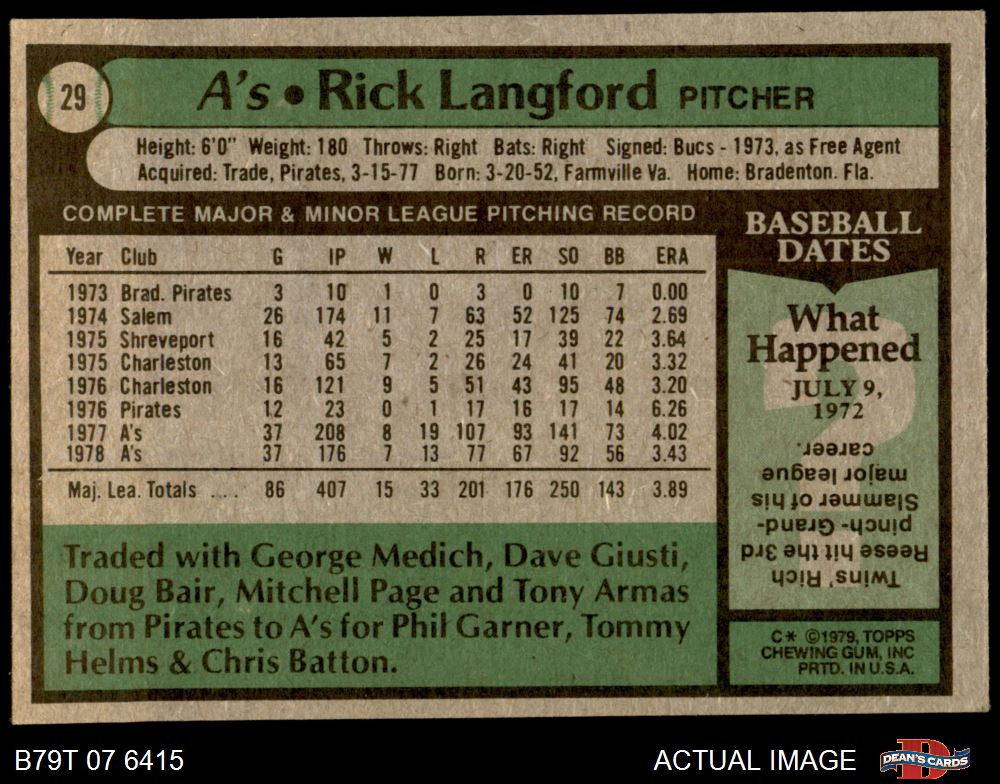 29
A's • Rick Langford PITCHER
Height: 6'0" Weight: 180 Throws: Right Bats: Right Signed: Bucs - 1973, as Free Agent
Acquired: Trade, Pirates, 3-15-77 Born: 3-20-52, Farmville Va. Home: Bradenton. Fla.
COMPLETE MAJOR & MINOR LEAGUE PITCHING RECORD
Year Club G IP W L R ER SO BB ERA
1973 Brad. Pirates 3 10 1 0 3 0 10 7 0.00
1974 Salem 26 174 11 7 63 52 125 74 2.69
1975 Shreveport 16 42 5 2 25 17 39 22 3.64
1975 Charleston 13 65 7 2 26 24 41 20 3.32
1976 Charleston 16 121 9 5 51 43 95 48 3.20
1976 Pirates 12 23 0 1 17 16 17 14 6.26
1977 A's 37 208 8 19 107 93 141 73 4.02
1978 A's 37 176 7 13 77 67 92 56 3.43
Maj. Lea. Totals .... 86 407 15 33 201 176 250 143 3.89
Traded with George Medich, Dave Giusti,
Doug Bair, Mitchell Page and Tony Armas
from Pirates to A's for Phil Garner, Tommy
Helms & Chris Batton.
BASEBALL
DATES
What
Happened
JULY 9,
1972
Twins' Rich
Reese hit the 3rd
pinch- Grand-
Slammer of his
major league
career.
C* ©1979, TOPPS
CHEWING GUM, INC
PRTD. IN U.S.A.
B79T 07 6415
ACTUAL IMAGE
D
DEAN'S CARDS